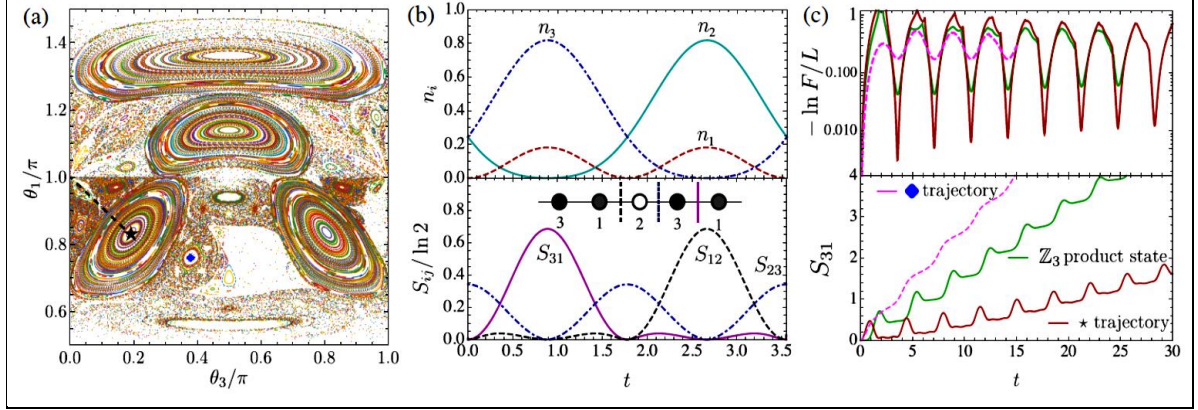 (a)
θ₁/π
1.4
1.2
1.0
0.8
0.6
0.0 0.2 0.4 0.6 0.8 1.0
θ₃/π
(b)
nᵢ
1.0
0.8
0.6
0.4
0.2
0.0
n₃
n₂
n₁
Sᵢⱼ/ ln 2
0.8
0.6
0.4
0.2
0.0
3 1 2 3 1
S₃₁
S₁₂
S₂₃
0.0 0.5 1.0 1.5 2.0 2.5 3.0 3.5
t
(c)
− ln F/L
1
0.100
0.010
S₃₁
4
3
2
1
0
◆ trajectory
ℤ₃ product state
⋆ trajectory
0 5 10 15 20 25 30
t